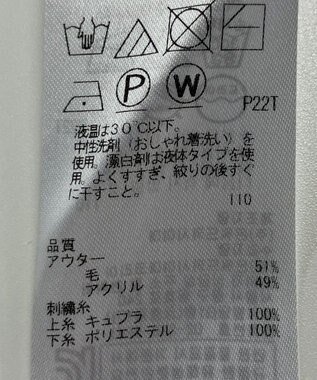 P W
P22T
液温は30℃以下。
中性洗剤(おしゃれ着洗い)を
使用。漂白剤は液体タイプを使
用。よくすすぎ、絞りの後すぐ
に干すこと。
110
品質
アウター
毛 51%
アクリル 49%
刺繍糸
上糸 キュプラ 100%
下糸 ポリエステル 100%